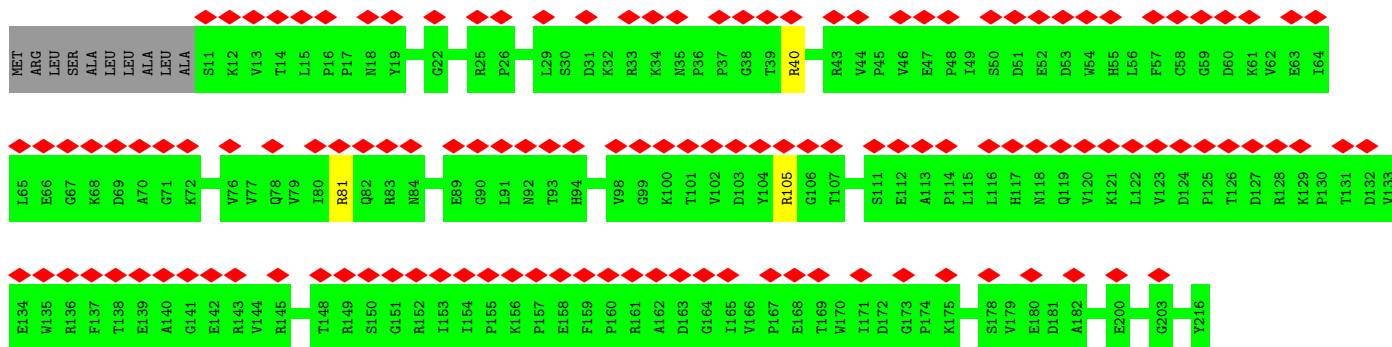 MET ARG LEU SER ALA LEU LEU ALA LEU ALA S11 K12 V13 T14 L15 P16 P17 N18 Y19 G22 R25 P26 L29 S30 D31 K32 R33 K34 N35 P36 P37 G38 T39 R40 R43 V44 P45 V46 E47 P48 I49 S50 D51 E52 D53 W54 H55 L56 F57 C58 G59 D60 K61 V62 E63 I64
L65 E66 G67 K68 D69 A70 G71 K72 V76 V77 Q78 V79 I80 R81 Q82 R83 N84 E89 G90 L91 N92 T93 H94 V98 G99 K100 T101 V102 D103 Y104 R105 G106 T107 S111 E112 A113 P114 L115 L116 H117 N118 Q119 V120 K121 L122 V123 D124 P125 T126 D127 R128 K129 P130 T131 D132 V133
E134 W135 R136 F137 T138 E139 A140 G141 E142 R143 V144 R145 T148 R149 S150 G151 R152 I153 I154 P155 K156 P157 E158 F159 P160 R161 A162 D163 G164 I165 V166 P167 E168 T169 W170 I171 D172 G173 P174 K175 S178 V179 E180 D181 A182 E200 G203 Y216